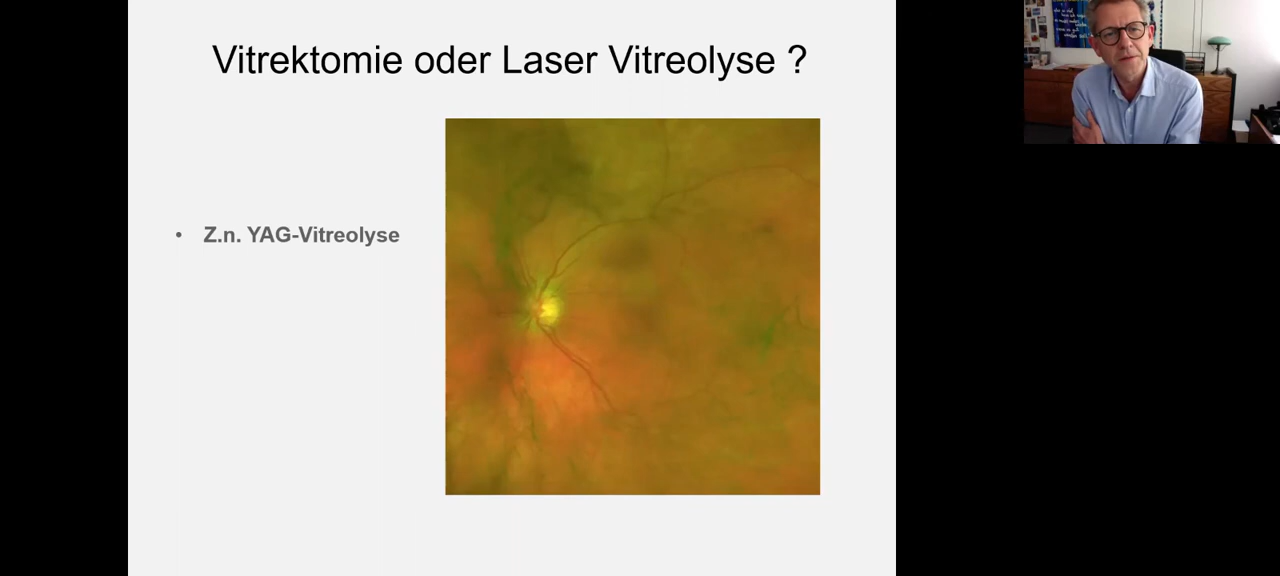 Vitrektomie oder Laser Vitreolyse ?
• Z.n. YAG-Vitreolyse